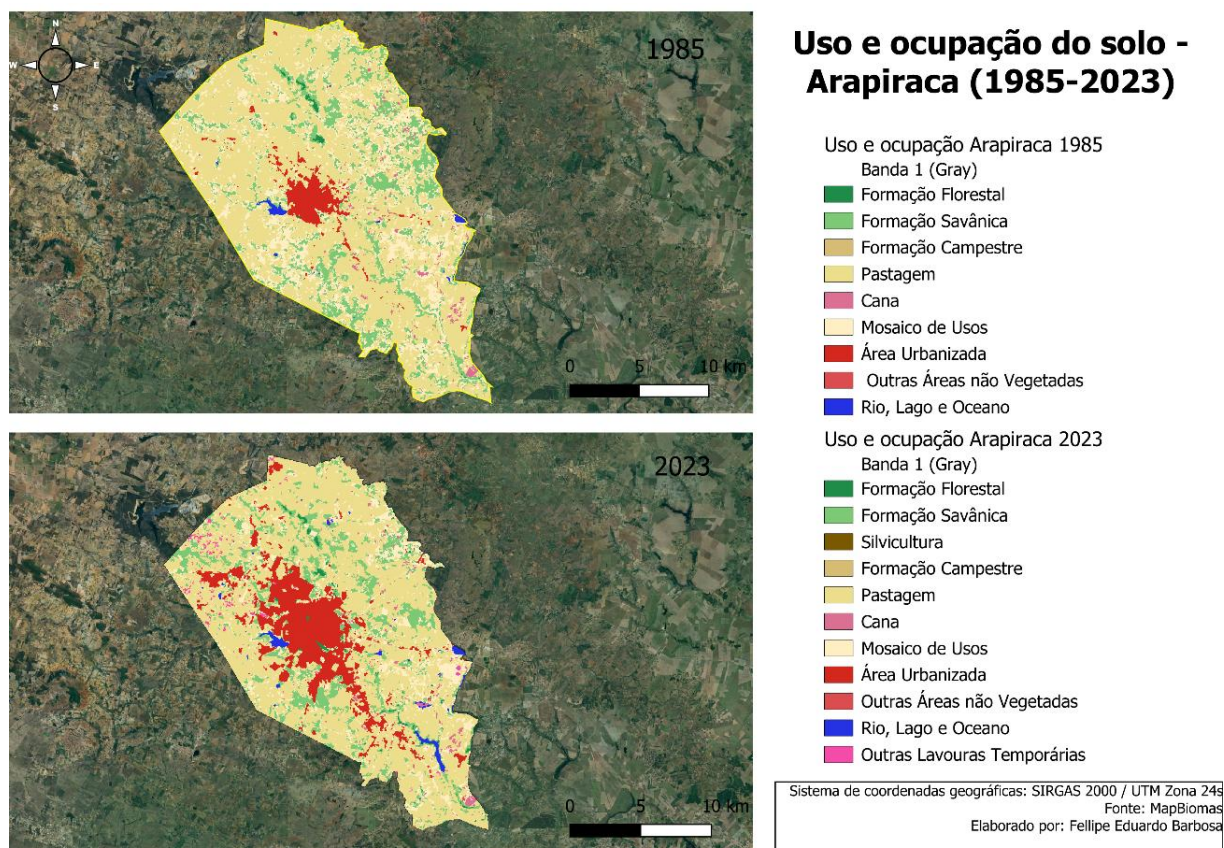 N
W E
S
1985
0 5 10 km
2023
0 5 10 km
Uso e ocupação do solo -
Arapiraca (1985-2023)
Uso e ocupação Arapiraca 1985
Banda 1 (Gray)
Formação Florestal
Formação Savânica
Formação Campestre
Pastagem
Cana
Mosaico de Usos
Área Urbanizada
Outras Áreas não Vegetadas
Rio, Lago e Oceano
Uso e ocupação Arapiraca 2023
Banda 1 (Gray)
Formação Florestal
Formação Savânica
Silvicultura
Formação Campestre
Pastagem
Cana
Mosaico de Usos
Área Urbanizada
Outras Áreas não Vegetadas
Rio, Lago e Oceano
Outras Lavouras Temporárias
Sistema de coordenadas geográficas: SIRGAS 2000 / UTM Zona 24s
Fonte: MapBiomas
Elaborado por: Fellipe Eduardo Barbosa